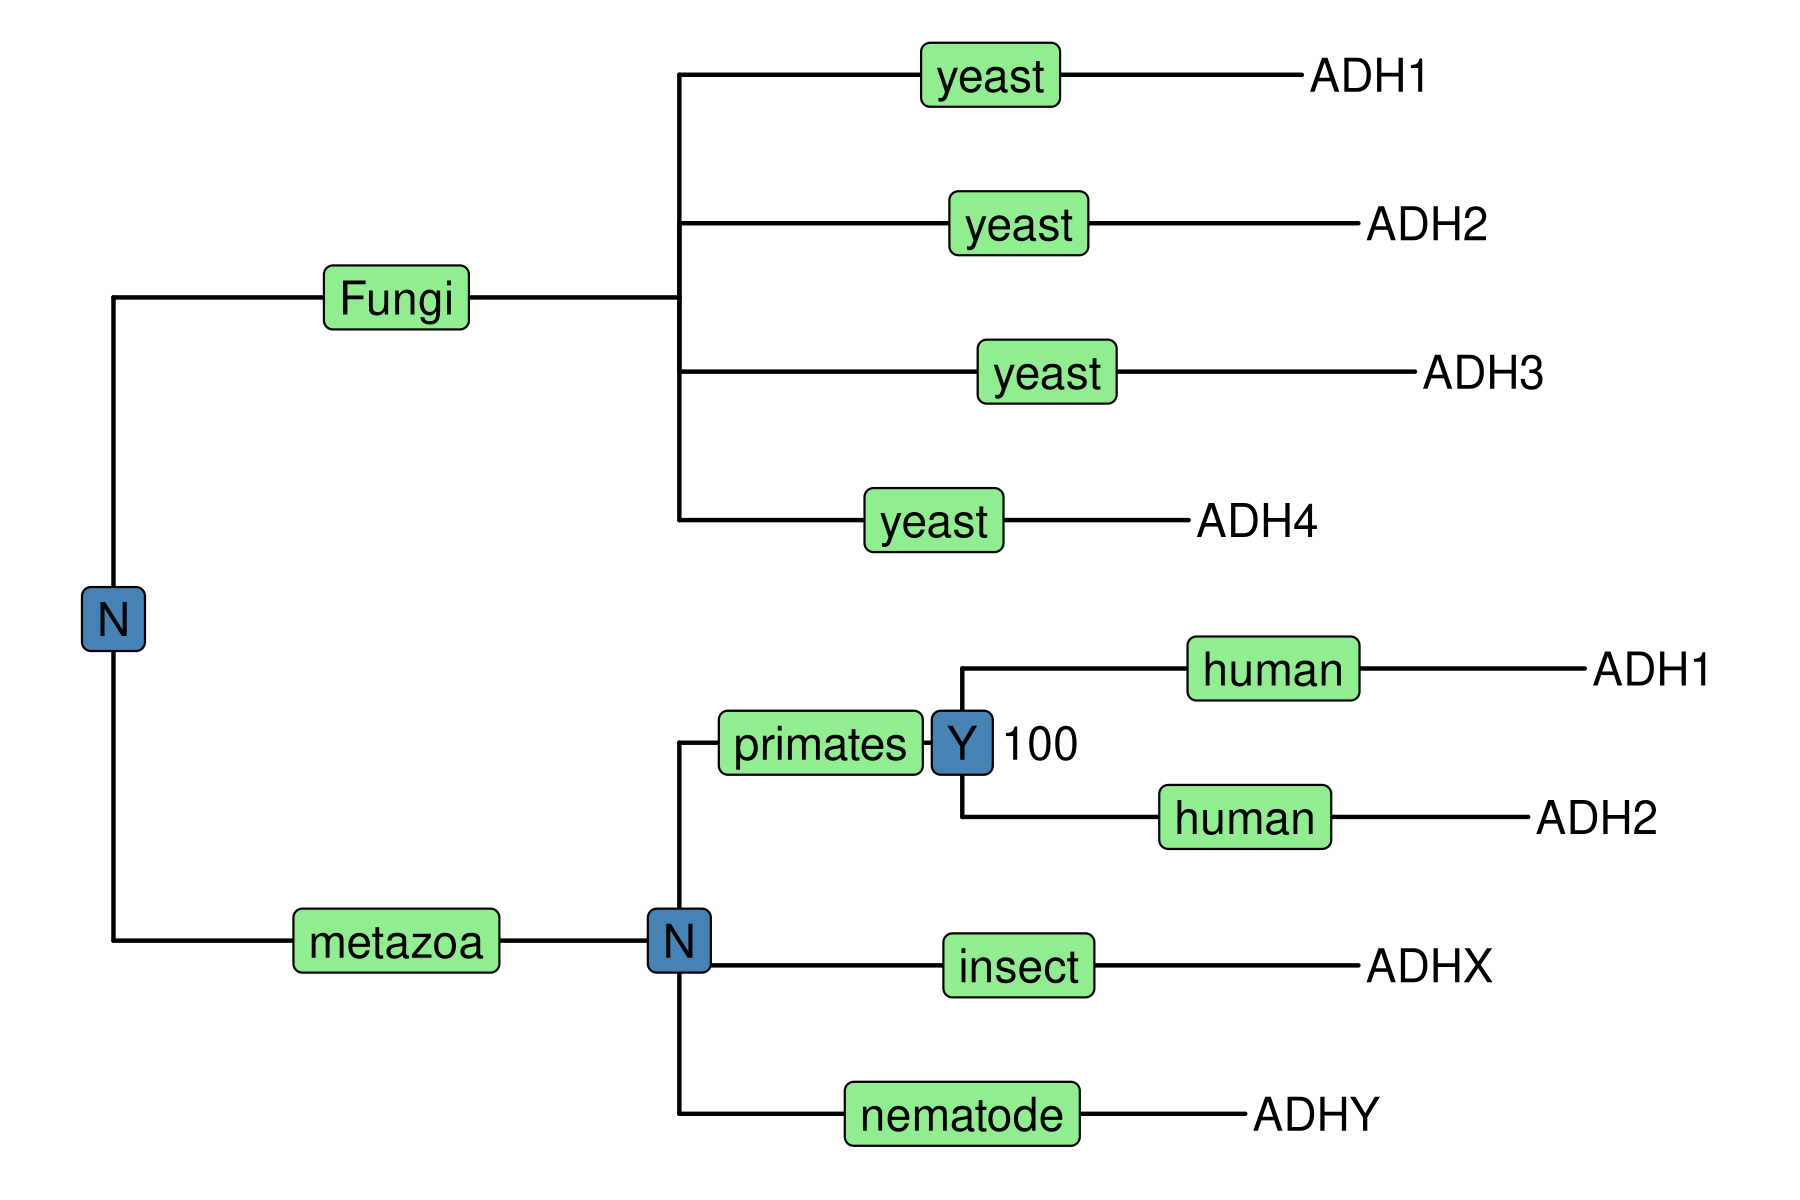 yeast ADH1
yeast ADH2
Fungi
yeast ADH3
yeast ADH4
N
human ADH1
primates Y 100
human ADH2
metazoa N
insect ADHX
nematode ADHY